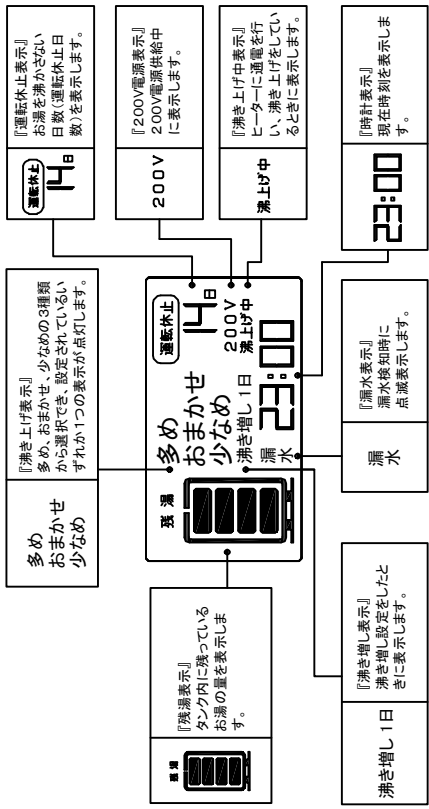 『沸き上げ表示』
多め、おまかせ、少なめの3種類
から選択でき、設定されているい
ずれか1つの表示が点灯します。
多め
おまかせ
少なめ
『運転休止表示』
お湯を沸かさない
日数(運転休止日
数)を表示します。
運転休止
14日
『200V電源表示』
200V電源供給中
に表示します。
200V
『沸き上げ中表示』
ヒーターに通電を行
い、沸き上げをしてい
るときに表示します。
沸上げ中
『時計表示』
現在時刻を表示しま
す。
23:00
残湯
多め
おまかせ
少なめ
沸き増し1日
漏
水
運転休止
14日
200V
沸上げ中
23:00
『残湯表示』
タンク内に残っている
お湯の量を表示しま
す。
残湯
『沸き増し表示』
沸き増し設定をしたと
きに表示します。
沸き増し1日
『漏水表示』
漏水検知時に
点滅表示します。
漏
水